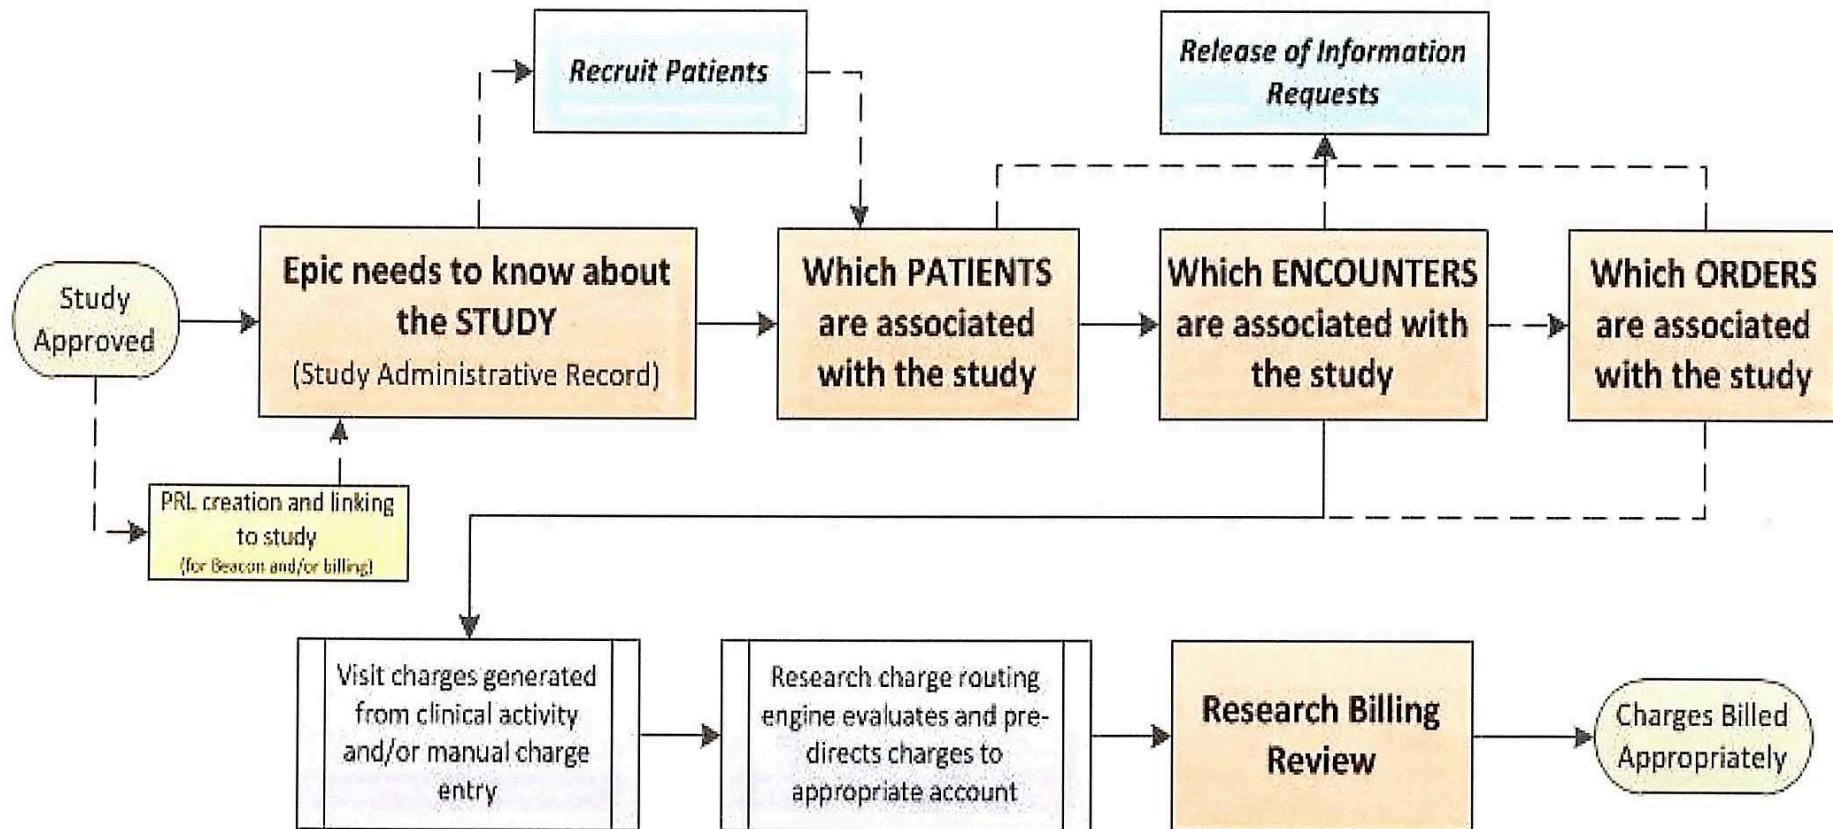 Recruit Patients
Release of Information
Requests
Study
Approved
Epic needs to know about
the STUDY
(Study Administrative Record)
Which PATIENTS
are associated
with the study
Which ENCOUNTERS
are associated with
the study
Which ORDERS
are associated
with the study
PRL creation and linking
to study
(for Beacon and/or billing)
Visit charges generated
from clinical activity
and/or manual charge
entry
Research charge routing
engine evaluates and pre-
directs charges to
appropriate account
Research Billing
Review
Charges Billed
Appropriately